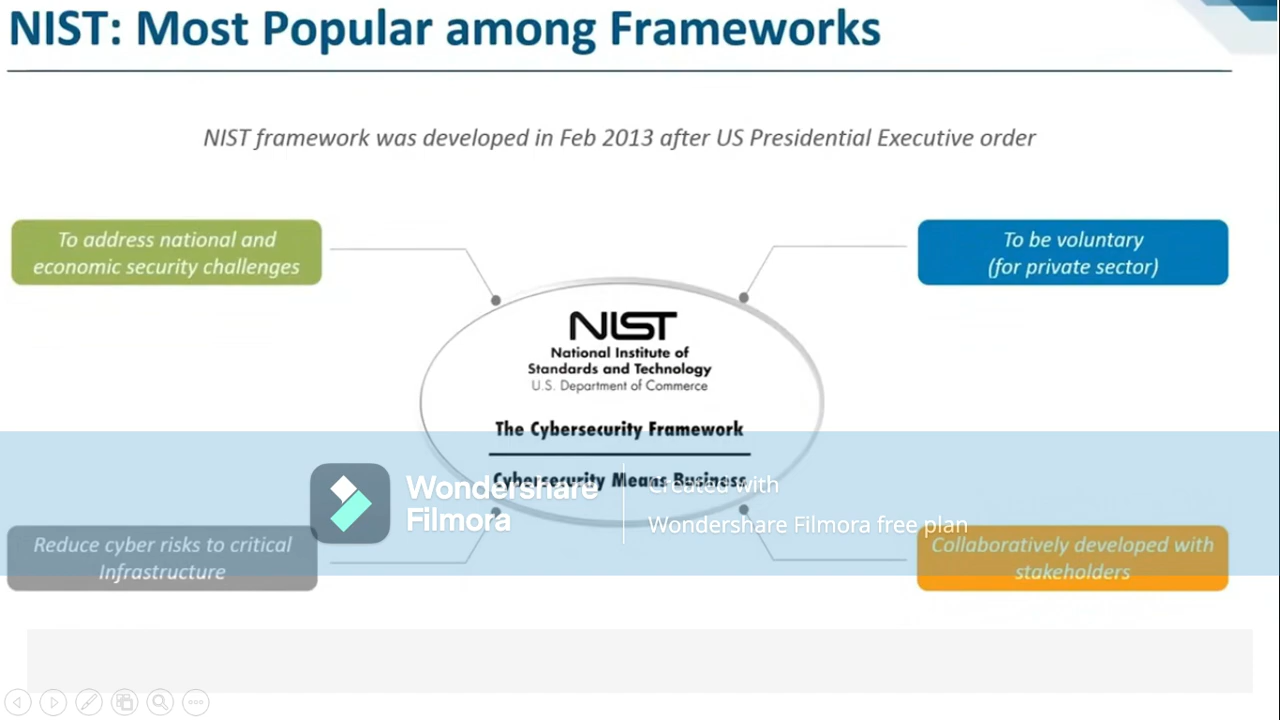 NIST: Most Popular among Frameworks
NIST framework was developed in Feb 2013 after US Presidential Executive order
To address national and
economic security challenges
To be voluntary
(for private sector)
NIST
National Institute of
Standards and Technology
U.S. Department of Commerce
The Cybersecurity Framework
Cybersecurity Means Business
Wondershare
Filmora
Created with
Wondershare Filmora free plan
Reduce cyber risks to critical
Infrastructure
Collaboratively developed with
stakeholders